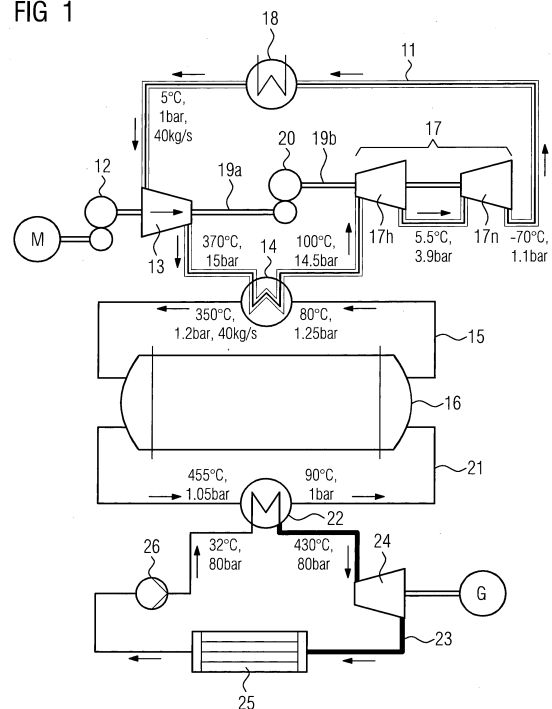 FIG 1
18
11
5°C,
1bar,
40kg/s
17
20
19b
12
19a
M
13
17h
17n
370°C,
15bar
14
100°C,
14.5bar
5.5°C,
3.9bar
-70°C,
1.1bar
350°C,
1.2bar, 40kg/s
80°C,
1.25bar
15
16
455°C,
1.05bar
90°C,
1bar
21
22
32°C,
80bar
430°C,
80bar
26
24
G
23
25